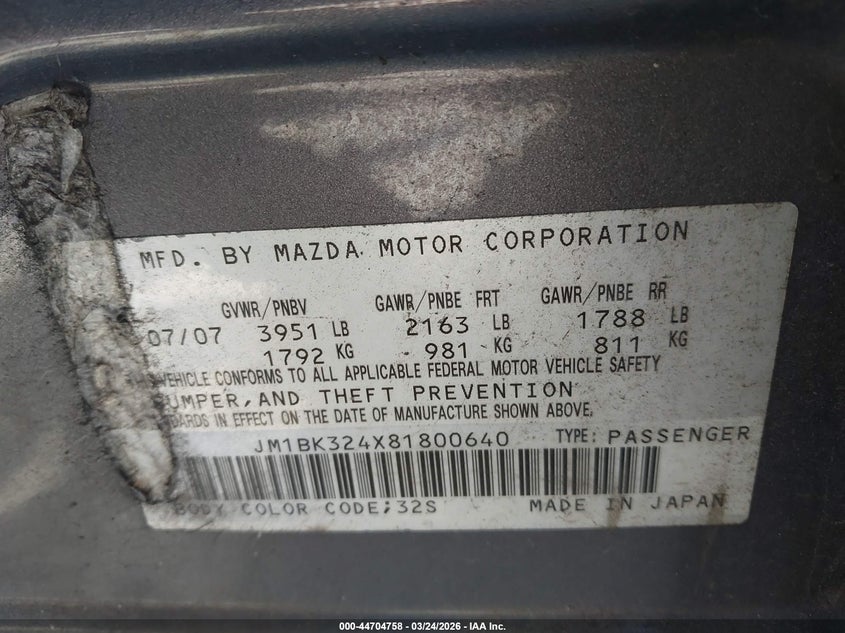 MFD. BY MAZDA MOTOR CORPORATION
GVWR/PNBV GAWR/PNBE FRT GAWR/PNBE RR
07/07 3951 LB 2163 LB 1788 LB
1792 KG 981 KG 811 KG
VEHICLE CONFORMS TO ALL APPLICABLE FEDERAL MOTOR VEHICLE SAFETY
UMPER, AND THEFT PREVENTION
DARDS IN EFFECT ON THE DATE OF MANUFACTURE SHOWN ABOVE.
JM1BK324X81800640 TYPE: PASSENGER
BODY COLOR CODE;32S MADE IN JAPAN
000-44704758 - 03/24/2026 - IAA Inc.